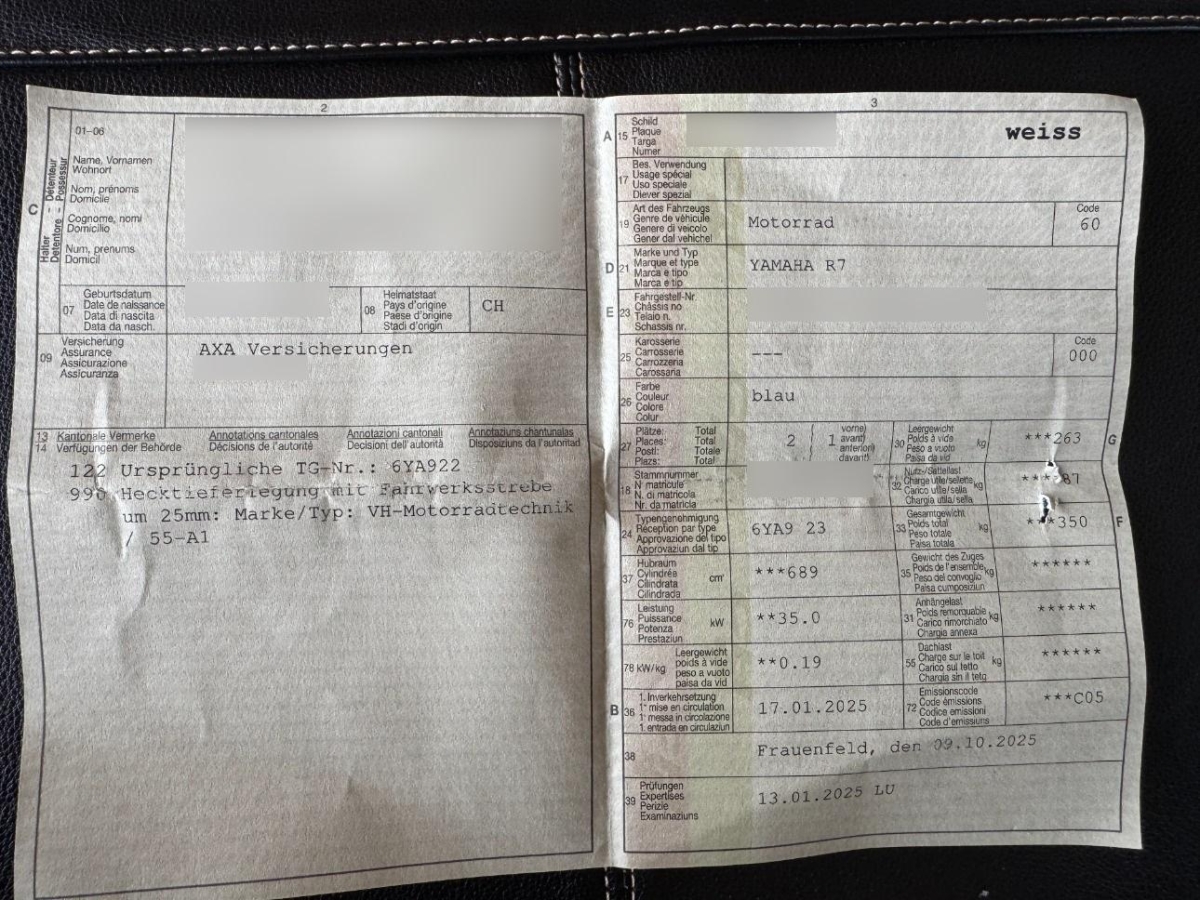 2
01-06
Halter - Détenteur
Detentore - Possessur
C
Name, Vornamen
Wohnort
Nom, prénoms
Domicile
Cognome, nomi
Domicilio
Num, prenums
Domicil
07
Geburtsdatum
Date de naissance
Data di nascita
Data da nasch.
08
Heimatstaat
Pays d'origine
Paese d'origine
Stadi d'origin
CH
09
Versicherung
Assurance
Assicurazione
Assicuranza
AXA Versicherungen
13 Kantonale Vermerke Annotations cantonales Annotazioni cantonali Annotaziuns chantunalas
14 Verfügungen der Behörde Décisions de l'autorité Decisioni dell'autorità Disposiziuns da l'autoritad
122 Ursprüngliche TG-Nr.: 6YA922
990 Hecktieferlegung mit Fahrwerksstrebe
um 25mm: Marke/Typ: VH-Motorradtechnik
/ 55-A1
3
A 15
Schild
Plaque
Targa
Numer
weiss
17
Bes. Verwendung
Usage spécial
Uso speciale
Diever spezial
19
Art des Fahrzeugs
Genre de véhicule
Genere di veicolo
Gener dal vehichel
Motorrad
Code
60
D 21
Marke und Typ
Marque et type
Marca e tipo
Marca e tip
YAMAHA R7
E 23
Fahrgestell-Nr.
Châssis no
Telaio n.
Schassis nr.
25
Karosserie
Carrosserie
Carrozzeria
Carossaria
---
Code
000
26
Farbe
Couleur
Colore
Colur
blau
27
Plätze: Total
Places: Total
Posti: Totale
Plazs: Total
2
( vorne)
1 avant)
anteriori)
davant)
30
Leergewicht
Poids à vide
Peso a vuoto
Paisa da vid
kg
***263
G
18
Stammnummer
N matricule
N. di matricola
Nr. da matricla
32
Nutz-/Sattellast
Charge utile/sellette
Carico utile/sella
Chargia utila/sella
kg
87
24
Typengenehmigung
Réception par type
Approvazione del tipo
Approvaziun dal tip
6YA9 23
33
Gesamtgewicht
Poids total
Peso totale
Paisa totala
kg
***350
F
37
Hubraum
Cylindrée
Cilindrata
Cilindrada
cm³
***689
35
Gewicht des Zuges
Poids de l'ensemble
Peso del convoglio
Paisa cumposiziun
kg
******
76
Leistung
Puissance
Potenza
Prestaziun
kW
**35.0
31
Anhängelast
Poids remorquable
Carico rimorchiato
Chargia annexa
kg
******
78 kW/kg
Leergewicht
poids à vide
peso a vuoto
paisa da vid
**0.19
55
Dachlast
Charge sur le toit
Carico sul tetto
Chargia sin il tetg
kg
******
B 36
1. Inverkehrsetzung
1e mise en circulation
1a messa in circolazione
1. entrada en circulaziun
17.01.2025
72
Emissionscode
Code émissions
Codice emissioni
Code d'emissiuns
***C05
38
Frauenfeld, den 09.10.2025
39
Prüfungen
Expertises
Perizie
Examinaziuns
13.01.2025 LU